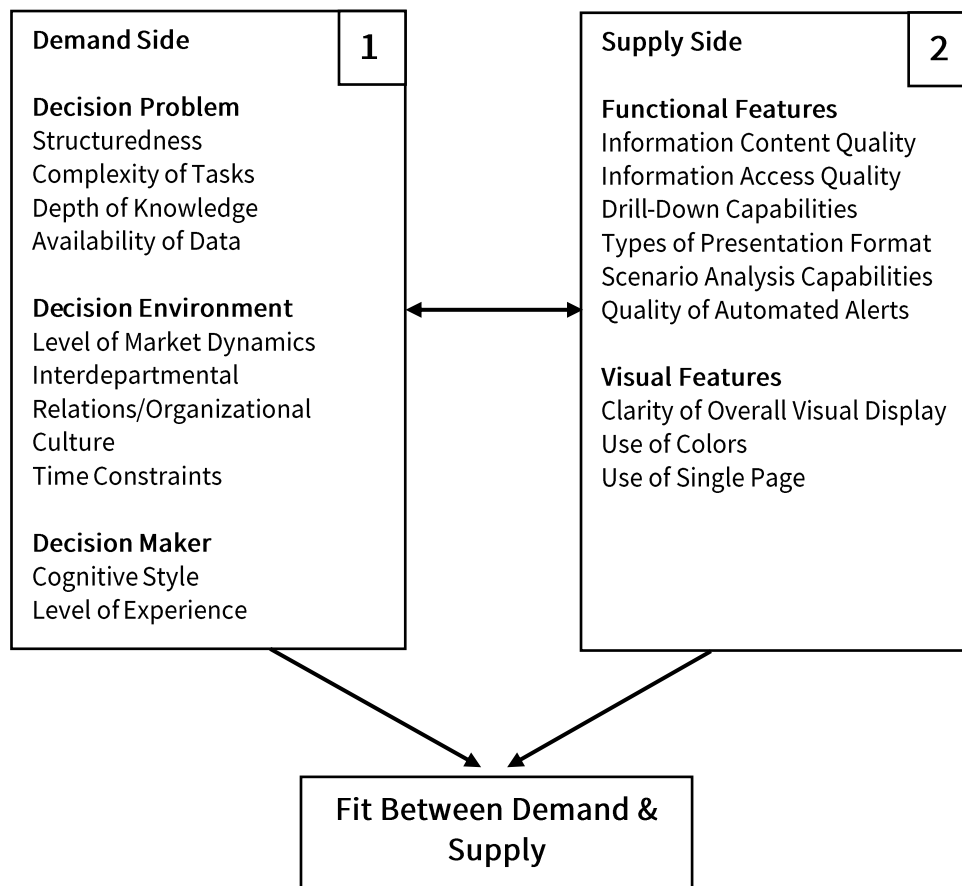 Demand Side
1
Decision Problem
Structuredness
Complexity of Tasks
Depth of Knowledge
Availability of Data
Decision Environment
Level of Market Dynamics
Interdepartmental
Relations/Organizational
Culture
Time Constraints
Decision Maker
Cognitive Style
Level of Experience
Supply Side
2
Functional Features
Information Content Quality
Information Access Quality
Drill-Down Capabilities
Types of Presentation Format
Scenario Analysis Capabilities
Quality of Automated Alerts
Visual Features
Clarity of Overall Visual Display
Use of Colors
Use of Single Page
Fit Between Demand &
Supply